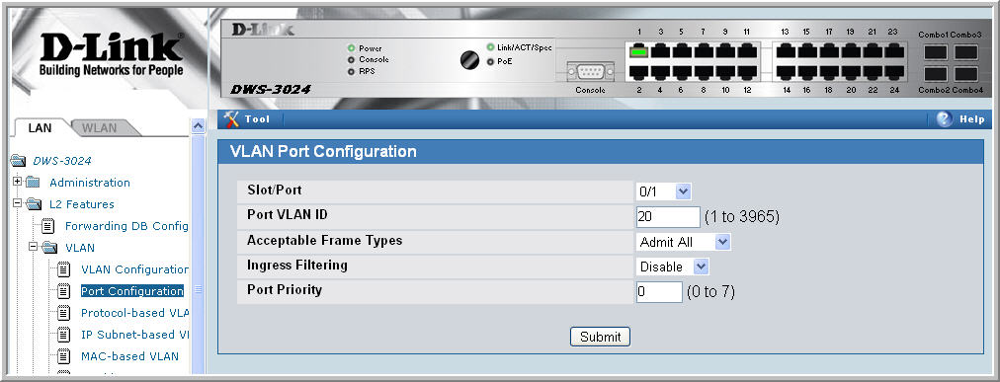 D-Link
Building Networks for People
D-Link
Power
Console
RPS
Link/ACT/Spec
PoE
Console
1 3 5 7 9 11 13 15 17 19 21 23
Combo1 Combo3
2 4 6 8 10 12 14 16 18 20 22 24
Combo2 Combo4
DWS-3024
LAN
WLAN
Tool
Help
DWS-3024
Administration
L2 Features
Forwarding DB Config
VLAN
VLAN Configuration
Port Configuration
Protocol-based VLA
IP Subnet-based VI
MAC-based VLAN
VLAN Port Configuration
Slot/Port
0/1
Port VLAN ID
20
(1 to 3965)
Acceptable Frame Types
Admit All
Ingress Filtering
Disable
Port Priority
0
(0 to 7)
Submit